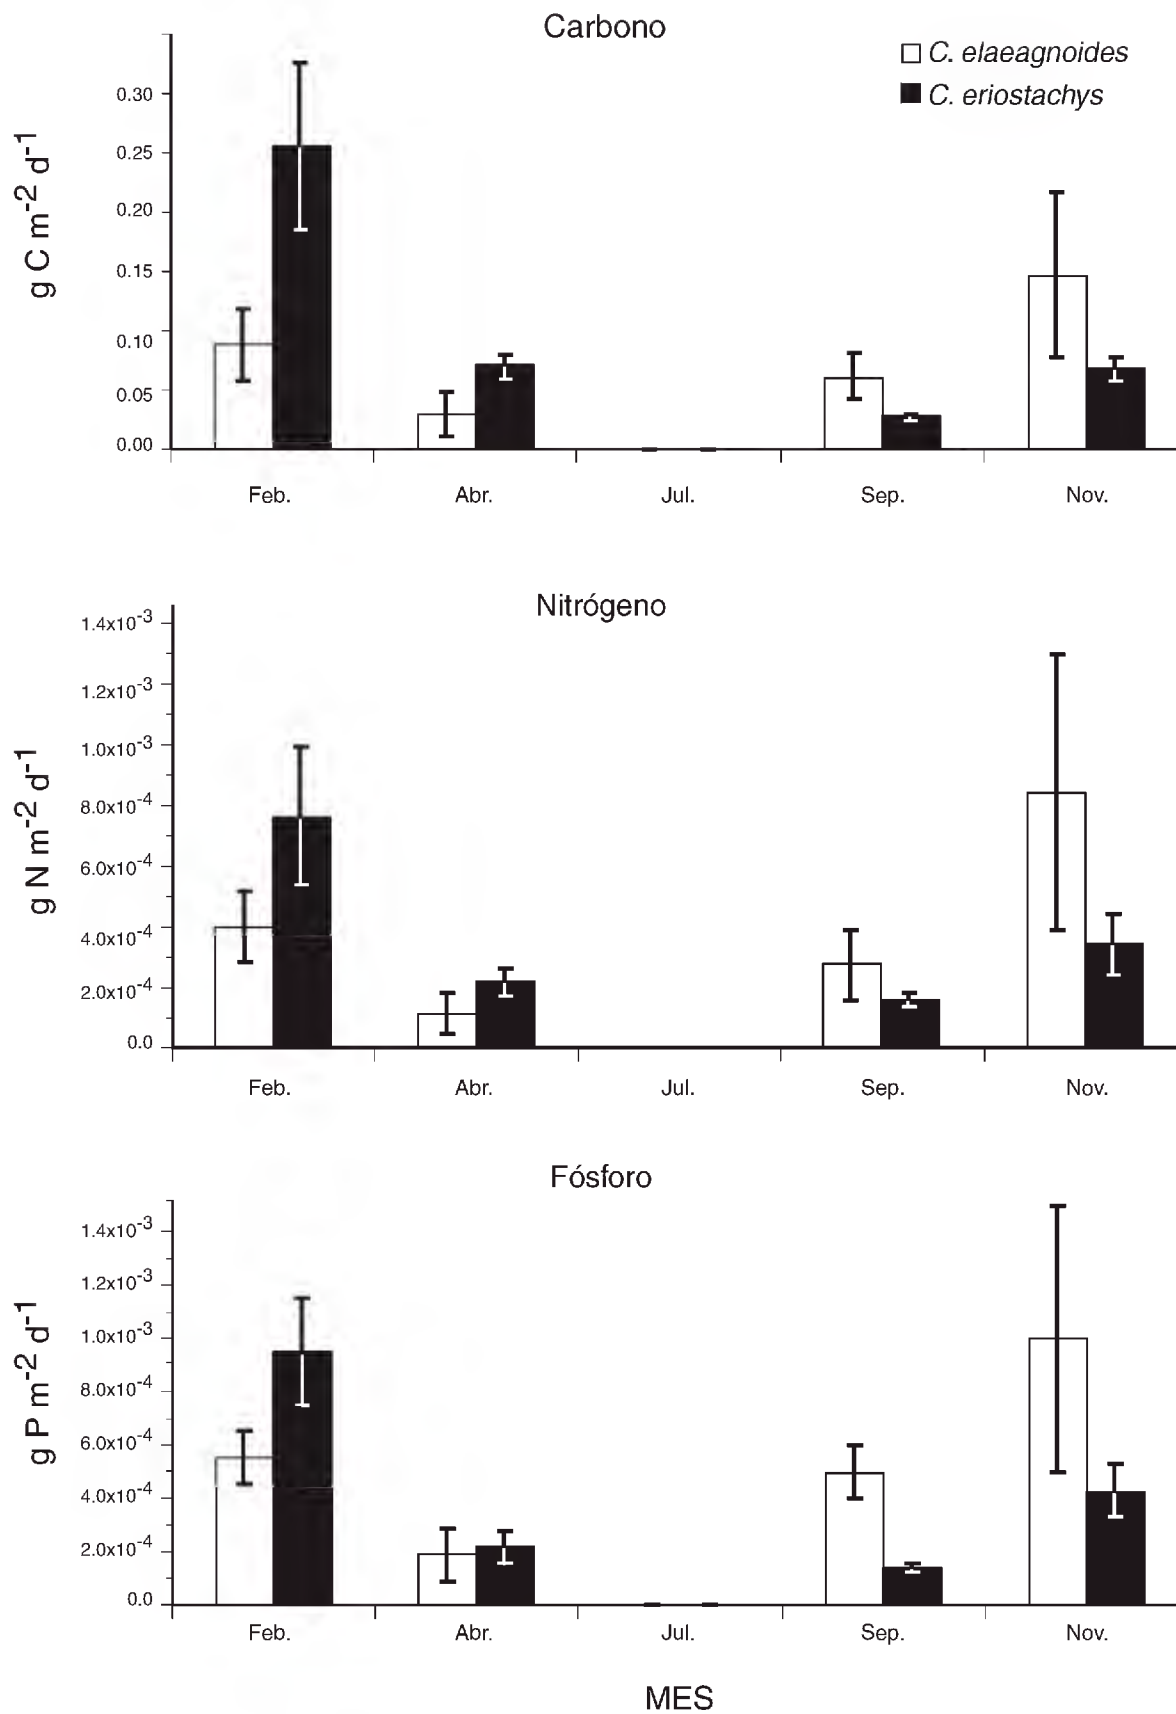 Carbono
C. elaeagnoides
C. eriostachys
g C m-2 d-1
0.30
0.25
0.20
0.15
0.10
0.05
0.00
Feb. Abr. Jul. Sep. Nov.
Nitrógeno
g N m-2 d-1
1.4x10-3
1.2x10-3
1.0x10-3
8.0x10-4
6.0x10-4
4.0x10-4
2.0x10-4
0.0
Feb. Abr. Jul. Sep. Nov.
Fósforo
g P m-2 d-1
1.4x10-3
1.2x10-3
1.0x10-3
8.0x10-4
6.0x10-4
4.0x10-4
2.0x10-4
0.0
Feb. Abr. Jul. Sep. Nov.
MES